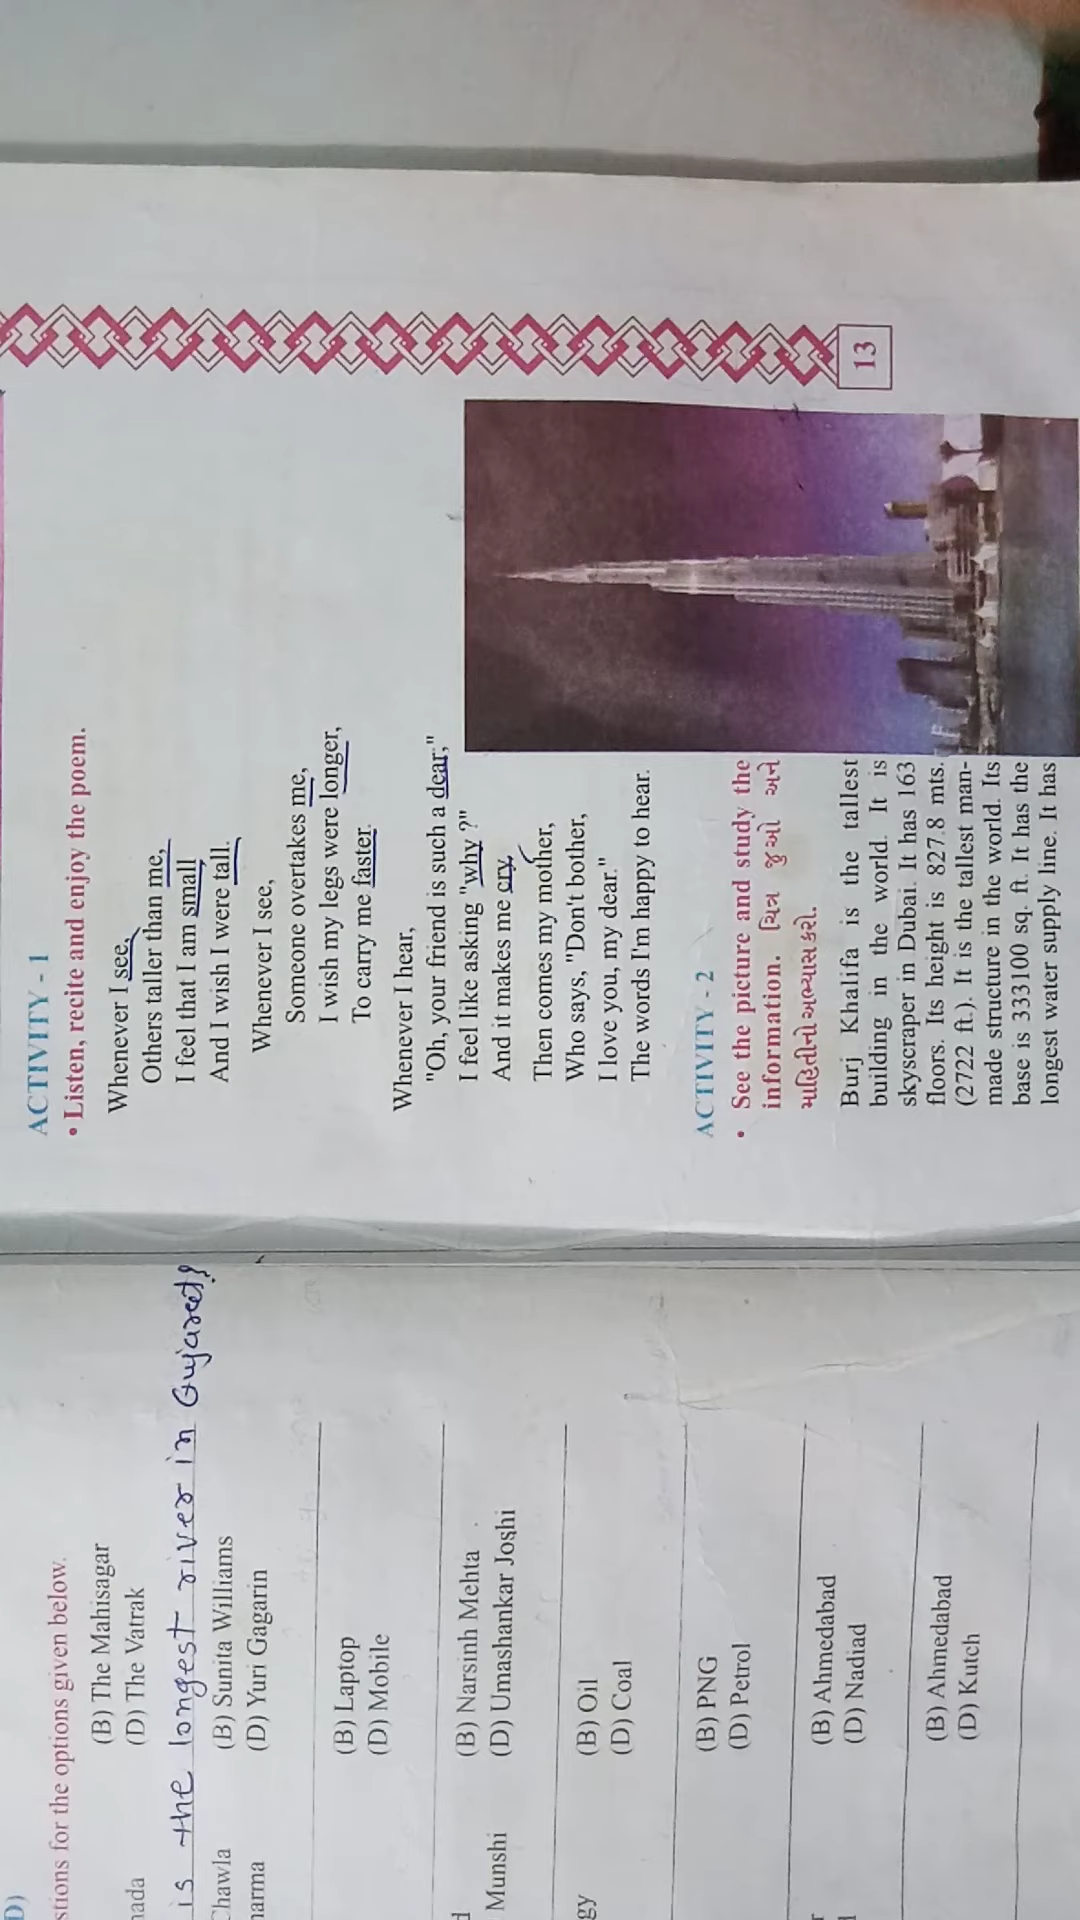 D)
stions for the options given below.
nada
(B) The Mahisagar
(D) The Vatrak
is the longest river in Gujarat?
Chawla
(B) Sunita Williams
harma
(D) Yuri Gagarin
(B) Laptop
(D) Mobile
d
(B) Narsinh Mehta
Munshi
(D) Umashankar Joshi
(B) Oil
gy
(D) Coal
(B) PNG
(D) Petrol
r
(B) Ahmedabad
(D) Nadiad
(B) Ahmedabad
(D) Kutch
ACTIVITY - 1
• Listen, recite and enjoy the poem.
Whenever I see,
Others taller than me,
I feel that I am small,
And I wish I were tall.
Whenever I see,
Someone overtakes me,
I wish my legs were longer,
To carry me faster.
Whenever I hear,
"Oh, your friend is such a dear,"
I feel like asking "why ?"
And it makes me cry.
Then comes my mother,
Who says, "Don't bother,
I love you, my dear."
The words I'm happy to hear.
ACTIVITY - 2
• See the picture and study the
information. ચિત્ર જુઓ અને
માહિતીનો અભ્યાસ કરો.
Burj Khalifa is the tallest
building in the world. It is
skyscraper in Dubai. It has 163
floors. Its height is 827.8 mts.
(2722 ft.). It is the tallest man-
made structure in the world. Its
base is 333100 sq. ft. It has the
longest water supply line. It has
13